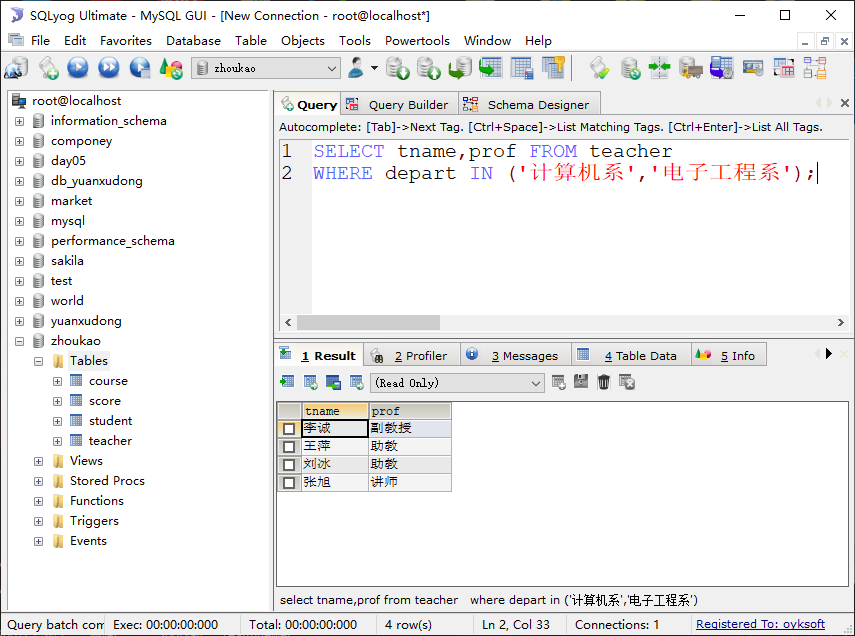 SQLyog Ultimate - MySQL GUI - [New Connection - root@localhost*]
File Edit Favorites Database Table Objects Tools Powertools Window Help
zhoukao
root@localhost
information_schema
componey
day05
db_yuanxudong
market
mysql
performance_schema
sakila
test
world
yuanxudong
zhoukao
Tables
course
score
student
teacher
Views
Stored Procs
Functions
Triggers
Events
Query Query Builder Schema Designer
Autocomplete: [Tab]->Next Tag. [Ctrl+Space]->List Matching Tags. [Ctrl+Enter]->List All Tags.
1 SELECT tname,prof FROM teacher
2 WHERE depart IN ('计算机系','电子工程系');
1 Result 2 Profiler 3 Messages 4 Table Data 5 Info
(Read Only)
tname prof
李诚 副教授
王萍 助教
刘冰 助教
张旭 讲师
select tname,prof from teacher where depart in ('计算机系','电子工程系')
Query batch com Exec: 00:00:00:000 Total: 00:00:00:000 4 row(s) Ln 2, Col 33 Connections: 1 Registered To: oyksoft